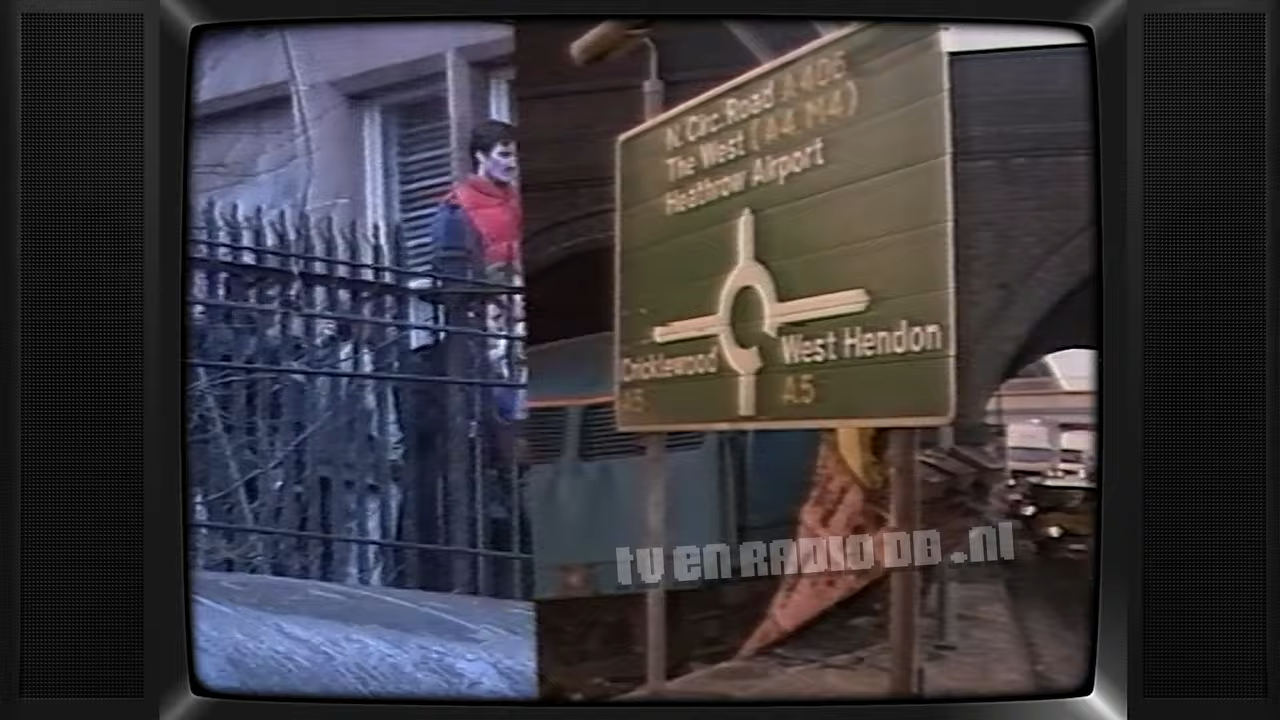 N. Circ. Road A406
The West (A4, M4)
Heathrow Airport
Cricklewood
A5
West Hendon
A5
TV EN RADIO DB.nl